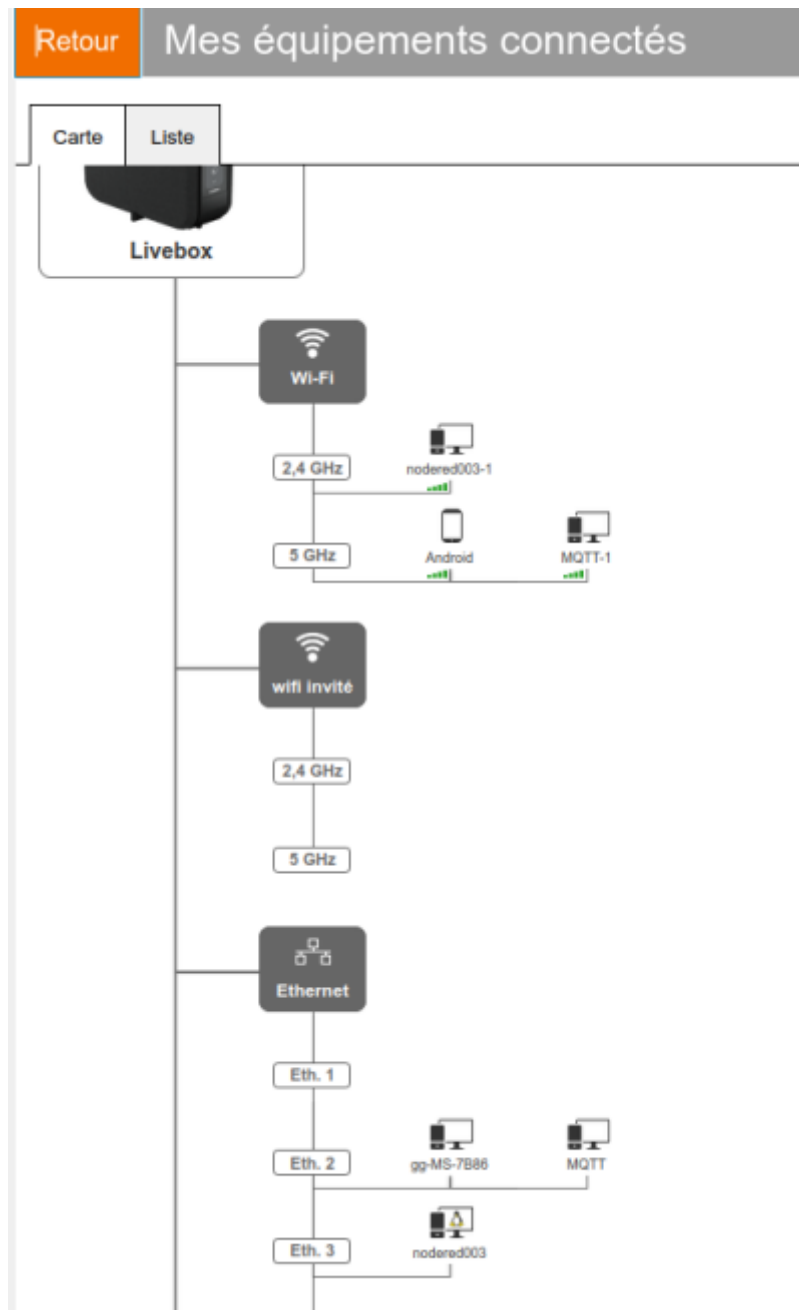 Retour
Mes équipements connectés
Carte
Liste
Livebox
Wi-Fi
2,4 GHz
nodered003-1
5 GHz
Android
MQTT-1
wifi invité
2,4 GHz
5 GHz
Ethernet
Eth. 1
Eth. 2
gg-MS-7B86
MQTT
Eth. 3
nodered003